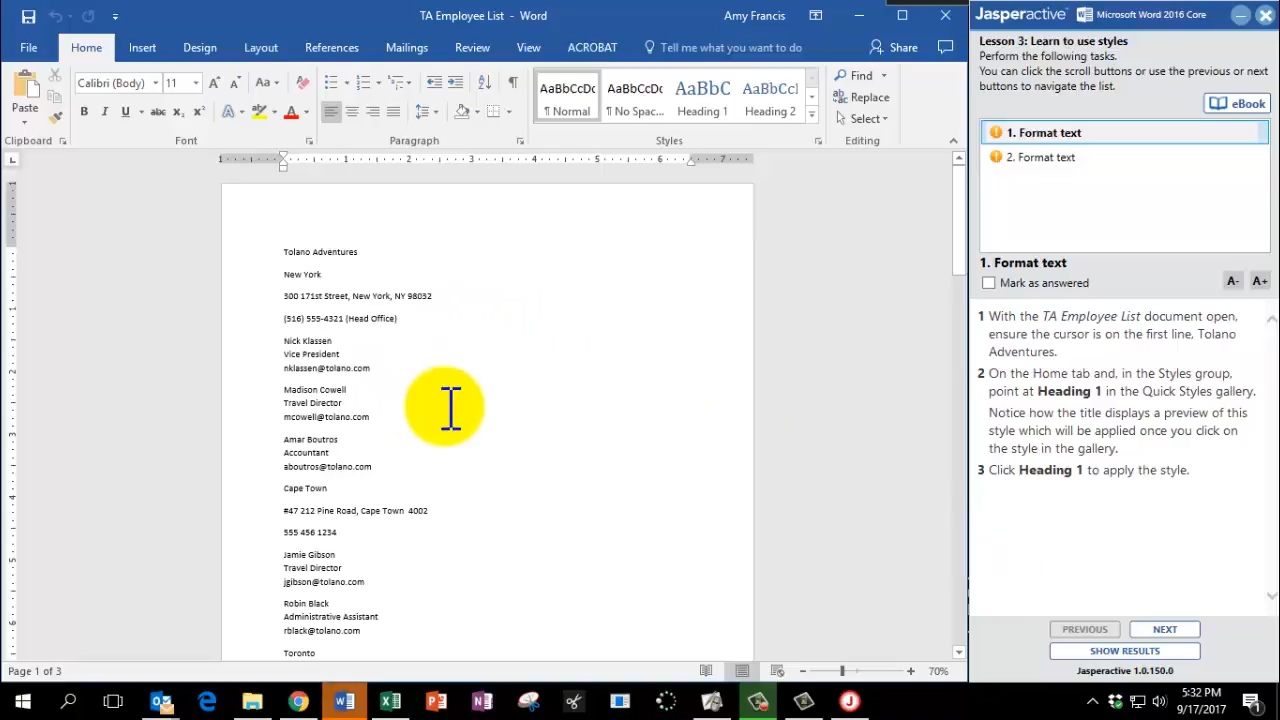 TA Employee List - Word
Amy Francis
File Home Insert Design Layout References Mailings Review View ACROBAT Tell me what you want to do Share
Paste
Calibri (Body) 11
Aa
B I U abc x₂ x² A A
AaBbCcDc AaBbCcDc AaBbC AaBbCcl
¶ Normal ¶ No Spac... Heading 1 Heading 2
Find
Replace
Select
Clipboard Font Paragraph Styles Editing
1 1 2 3 4 5 6 7
Tolano Adventures
New York
300 171st Street, New York, NY 98032
(516) 555-4321 (Head Office)
Nick Klassen
Vice President
nklassen@tolano.com
Madison Cowell
Travel Director
mcowell@tolano.com
Amar Boutros
Accountant
aboutros@tolano.com
Cape Town
#47 212 Pine Road, Cape Town 4002
555 456 1234
Jamie Gibson
Travel Director
jgibson@tolano.com
Robin Black
Administrative Assistant
rblack@tolano.com
Toronto
Page 1 of 3
70%
Jasperactive Microsoft Word 2016 Core
Lesson 3: Learn to use styles
Perform the following tasks.
You can click the scroll buttons or use the previous or next
buttons to navigate the list.
eBook
1. Format text
2. Format text
1. Format text
Mark as answered
A- A+
1 With the TA Employee List document open,
ensure the cursor is on the first line, Tolano
Adventures.
2 On the Home tab and, in the Styles group,
point at Heading 1 in the Quick Styles gallery.
Notice how the title displays a preview of this
style which will be applied once you click on
the style in the gallery.
3 Click Heading 1 to apply the style.
PREVIOUS NEXT
SHOW RESULTS
Jasperactive 1.0.150.0
5:32 PM
9/17/2017